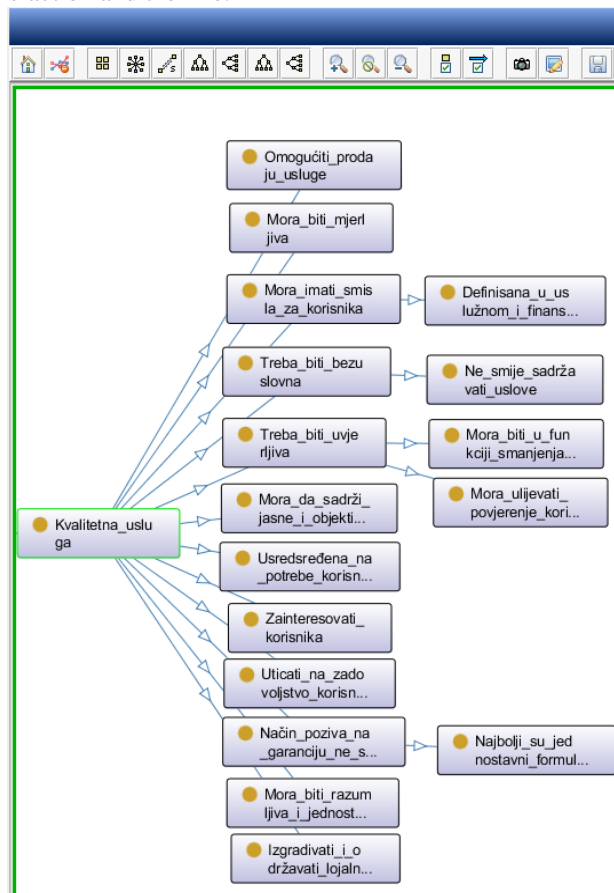 Omogućiti_proda
ju_usluge
Mora_biti_mjerl
jiva
Mora_imati_smis
la_za_korisnika
Definisana_u_us
lužnom_i_finans...
Treba_biti_bezu
slovna
Ne_smije_sadrža
vati_uslove
Treba_biti_uvje
rljiva
Mora_biti_u_fun
kciji_smanjenja...
Mora_ulijevati_
povjerenje_kori...
Mora_da_sadrži_
jasne_i_objekti...
Kvalitetna_uslu
ga
Usredsređena_na
_potrebe_korisn...
Zainteresovati_
korisnika
Uticati_na_zado
voljstvo_korisn...
Način_poziva_na
_garanciju_ne_s...
Najbolji_su_jed
nostavni_formul...
Mora_biti_razum
ljiva_i_jednost...
Izgradivati_i_o
državati_lojaln...